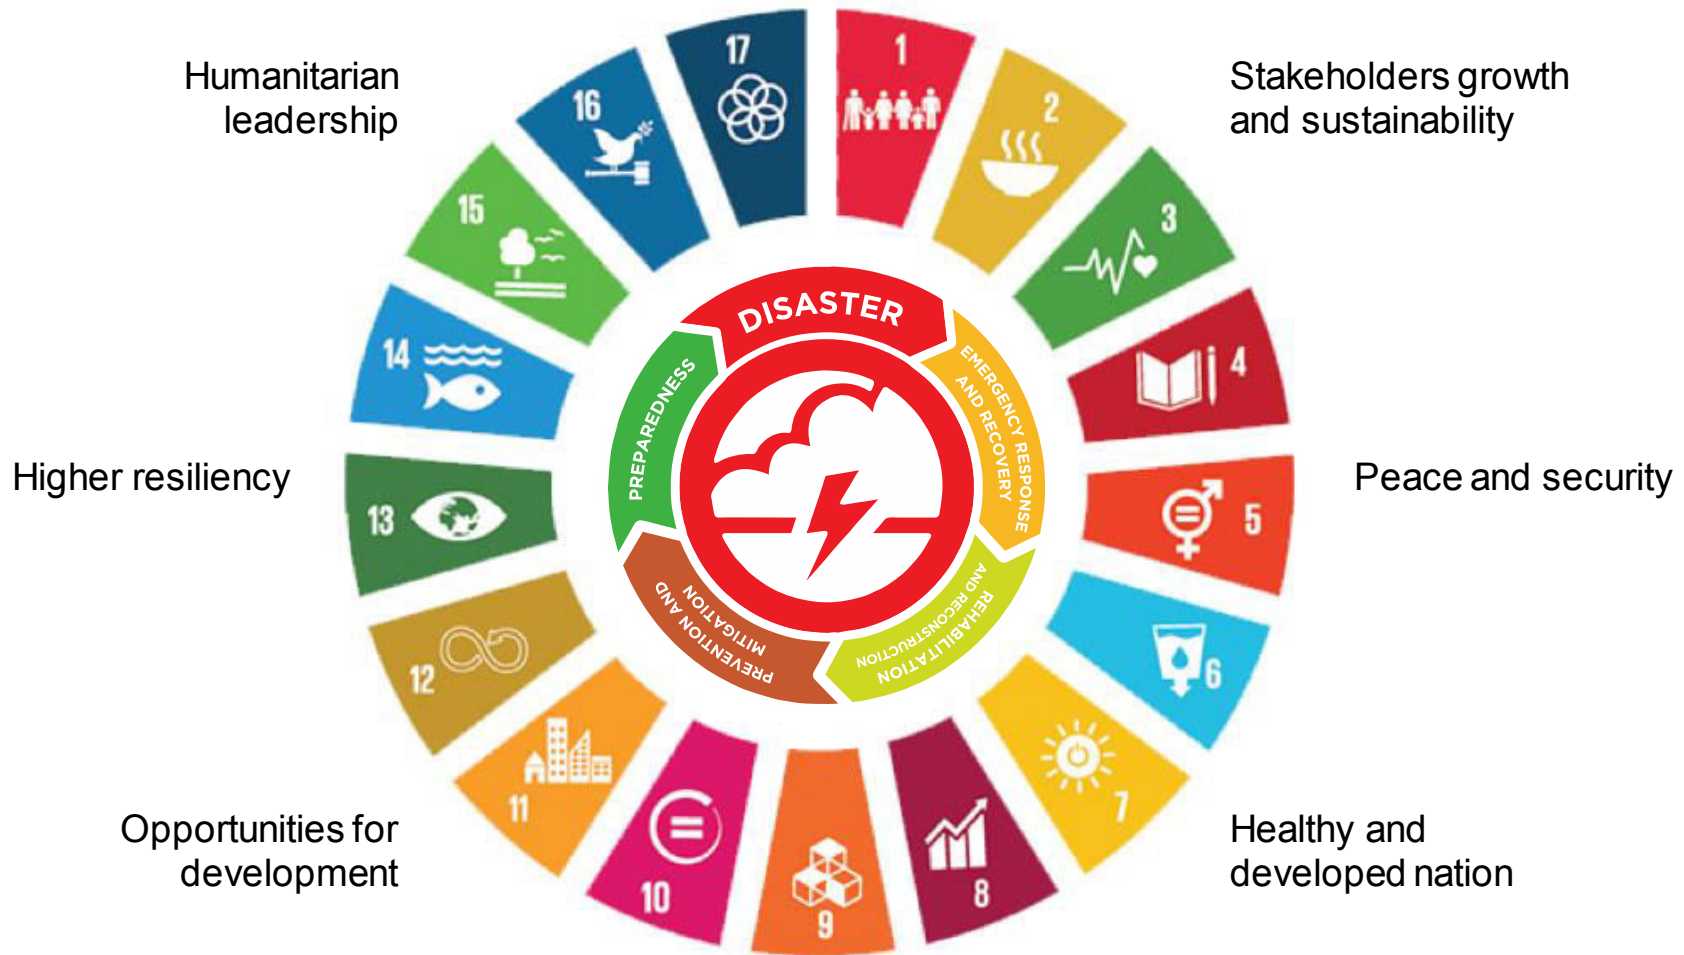 Humanitarian
leadership
Stakeholders growth
and sustainability
Higher resiliency
Peace and security
Opportunities for
development
Healthy and
developed nation
1
2
3
4
5
6
7
8
9
10
11
12
13
14
15
16
17
DISASTER
EMERGENCY RESPONSE
AND RECOVERY
REHABILITATION
AND RECONSTRUCTION
PREVENTION AND
MITIGATION
PREPAREDNESS